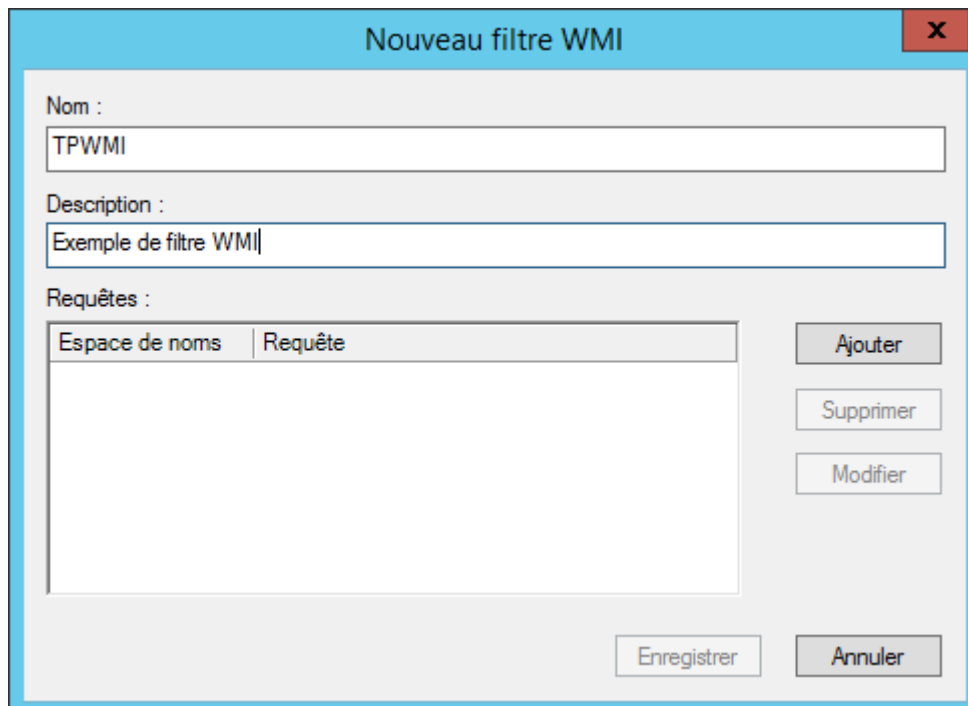 Nouveau filtre WMI
x
Nom :
TPWMI
Description :
Exemple de filtre WMI
Requêtes :
Espace de noms Requête
Ajouter
Supprimer
Modifier
Enregistrer Annuler